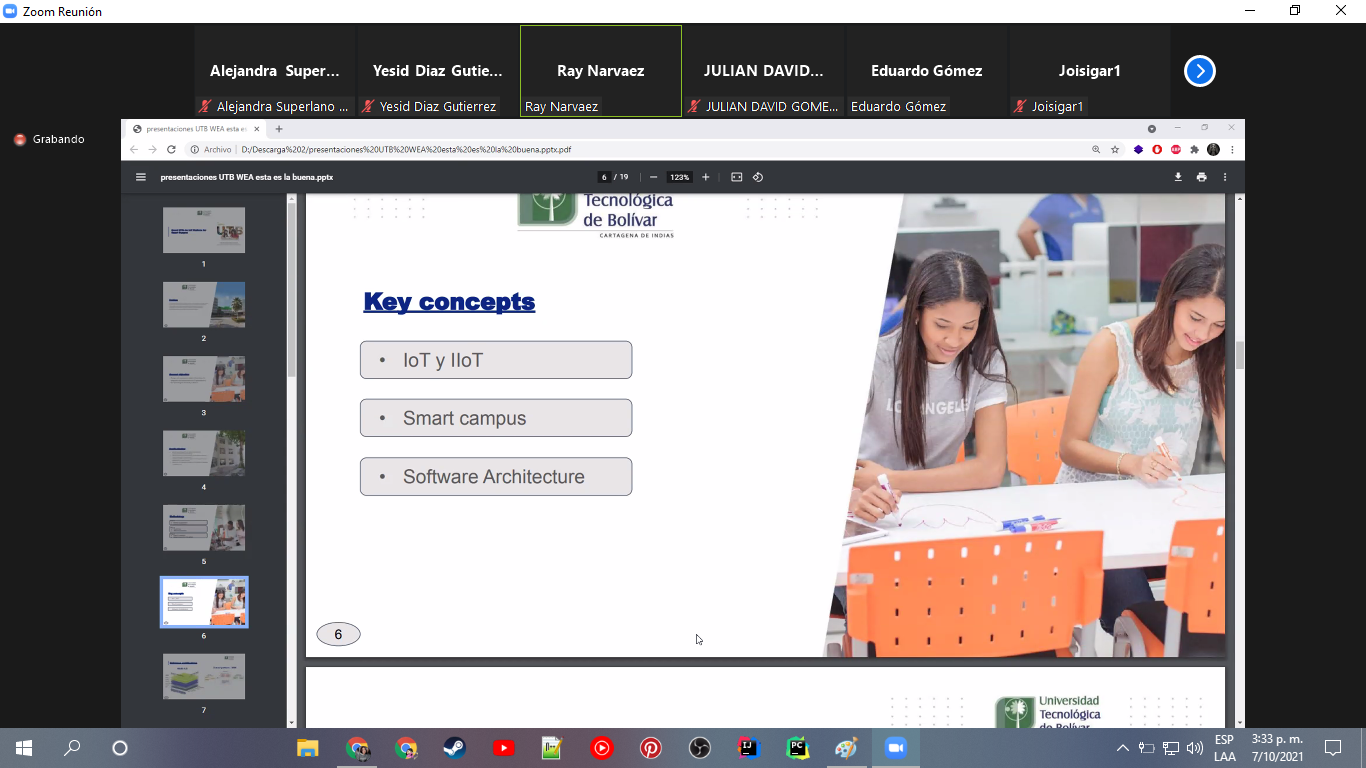 Zoom Reunión
Alejandra Super...
Yesid Diaz Gutie...
Ray Narvaez
JULIAN DAVID...
Eduardo Gómez
Joisigar1
Alejandra Superlano ...
Yesid Diaz Gutierrez
Ray Narvaez
JULIAN DAVID GOME...
Eduardo Gómez
Joisigar1
Grabando
presentaciones UTB WEA esta e
Archivo
D:/Descarga%202/presentaciones%20UTB%20WEA%20esta%20es%20la%20buena.pptx.pdf
presentaciones UTB WEA esta es la buena.pptx
6 / 19
123%
1
2
3
4
5
6
7
Tecnológica
de Bolívar
CARTAGENA DE INDIAS
Key concepts
• IoT y IIoT
• Smart campus
• Software Architecture
6
Universidad
Tecnológica
de Bolívar
ESP
LAA
3:33 p. m.
7/10/2021